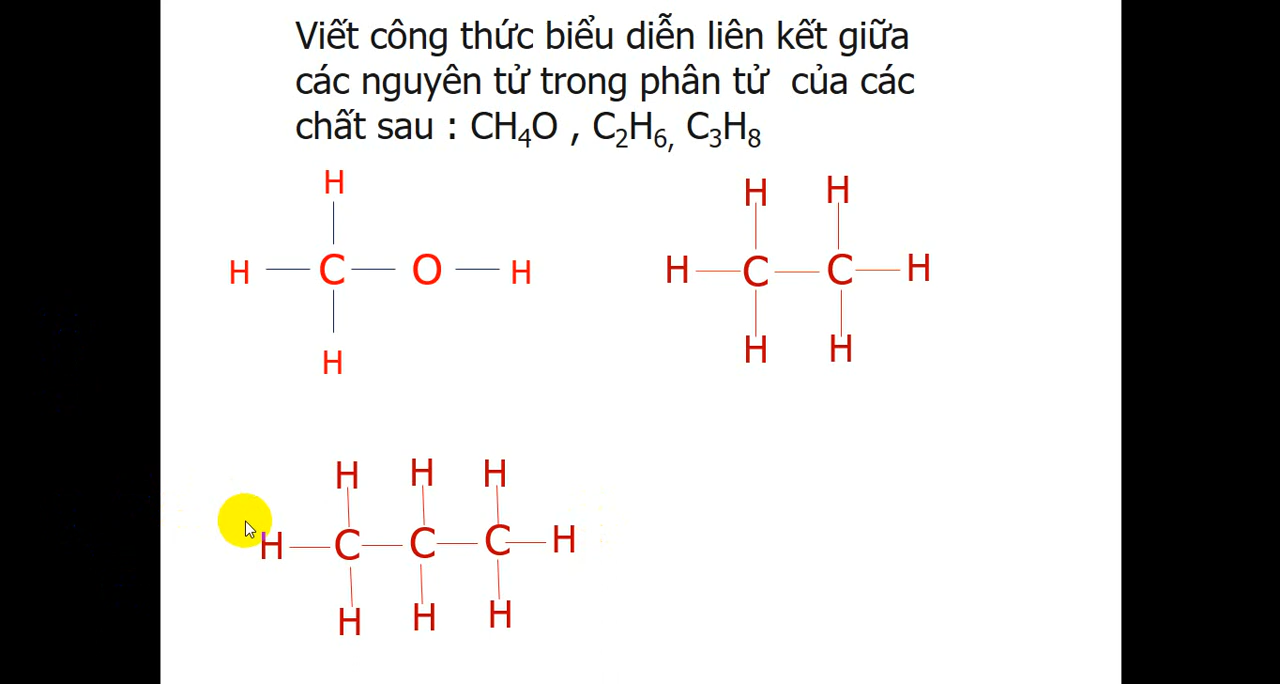 Viết công thức biểu diễn liên kết giữa
các nguyên tử trong phân tử của các
chất sau : CH₄O , C₂H₆, C₃H₈
H
H C O H
H
H H
H C C H
H H
H H H
H C C C H
H H H